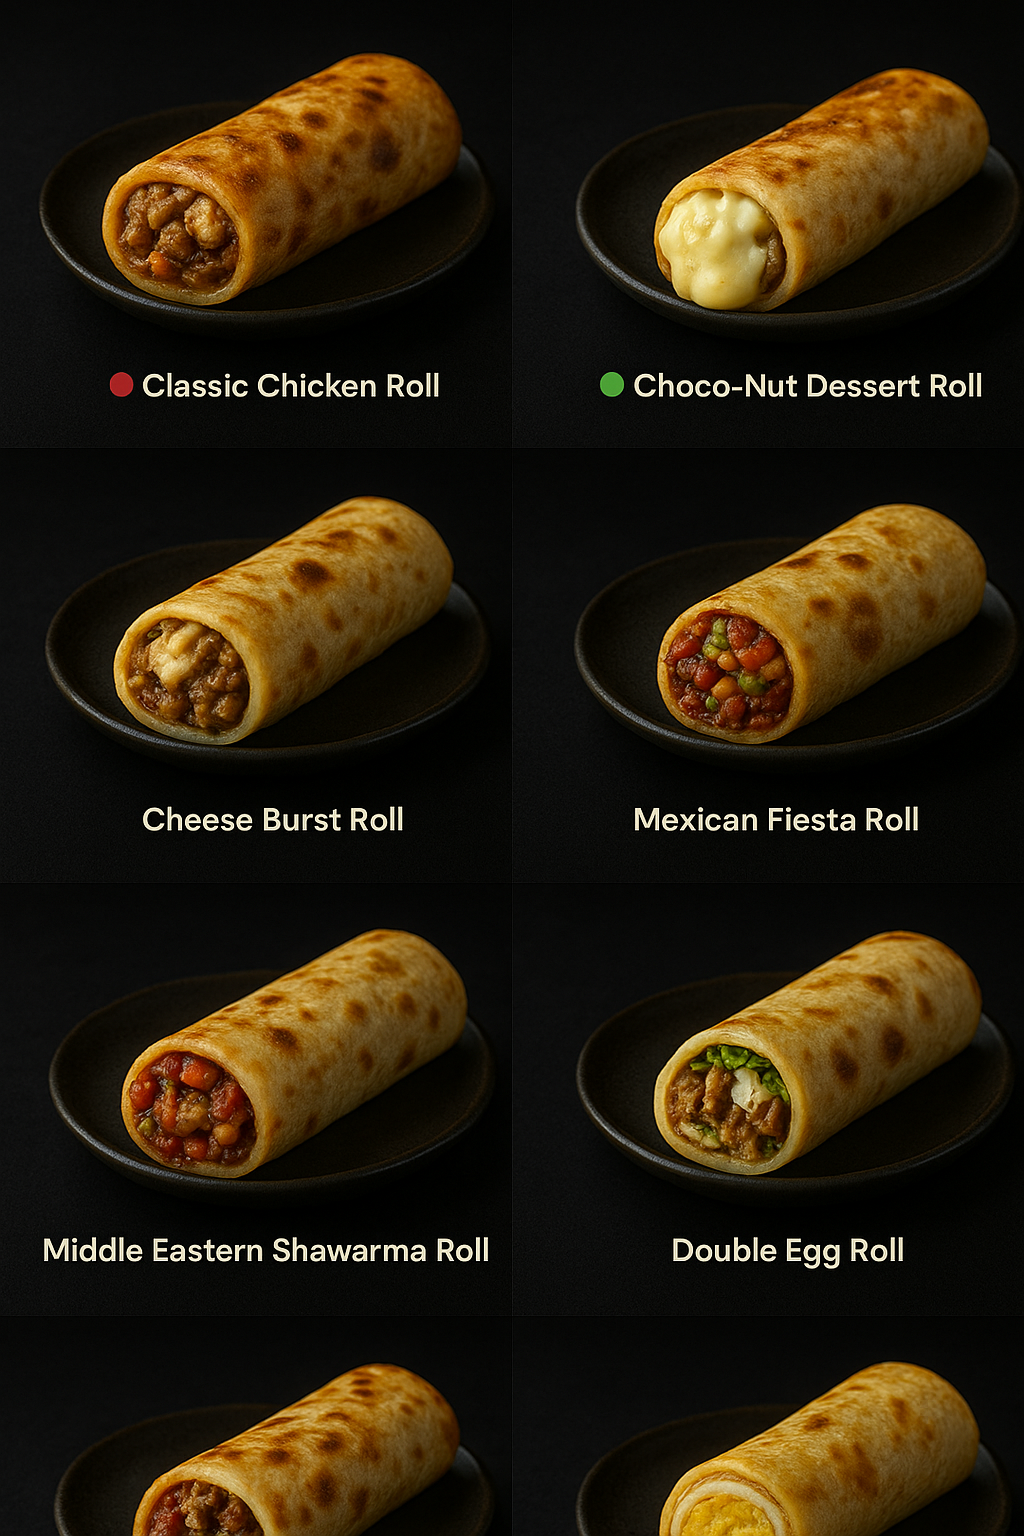 Classic Chicken Roll
Choco-Nut Dessert Roll
Cheese Burst Roll
Mexican Fiesta Roll
Middle Eastern Shawarma Roll
Double Egg Roll